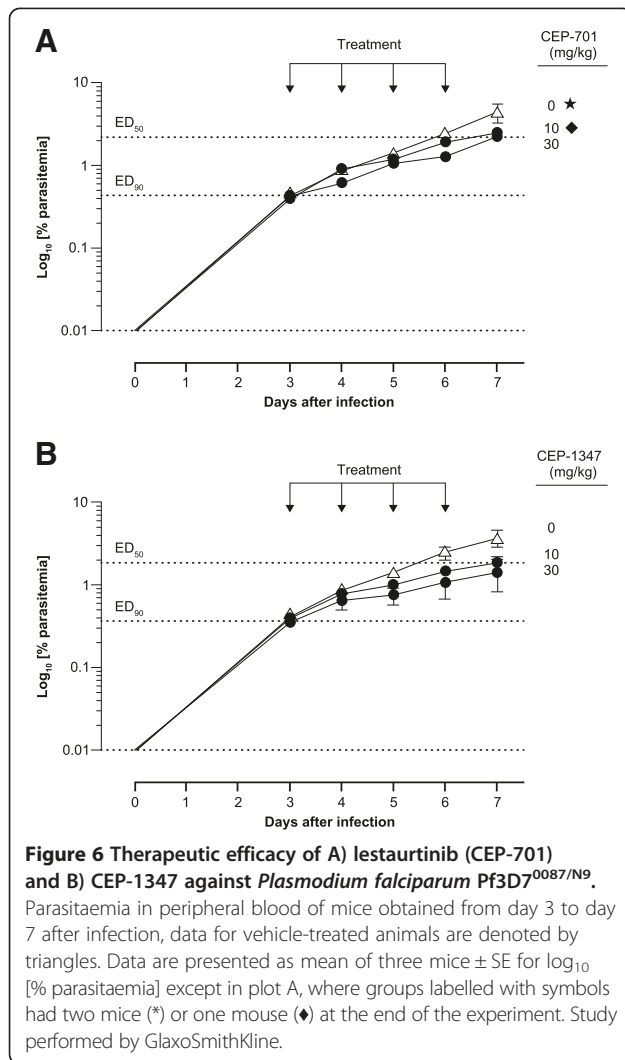 A
Treatment
CEP-701
(mg/kg)
0 ★
10 ◆
30
10
1
0.1
0.01
ED50
ED90
Log10 [% parasitemia]
0 1 2 3 4 5 6 7
Days after infection
B
Treatment
CEP-1347
(mg/kg)
0
10
30
10
1
0.1
0.01
ED50
ED90
Log10 [% parasitemia]
0 1 2 3 4 5 6 7
Days after infection
Figure 6 Therapeutic efficacy of A) lestaurtinib (CEP-701)
and B) CEP-1347 against Plasmodium falciparum Pf3D7^0087/N9.
Parasitaemia in peripheral blood of mice obtained from day 3 to day
7 after infection, data for vehicle-treated animals are denoted by
triangles. Data are presented as mean of three mice ± SE for log10
[% parasitaemia] except in plot A, where groups labelled with symbols
had two mice (*) or one mouse (♦) at the end of the experiment. Study
performed by GlaxoSmithKline.